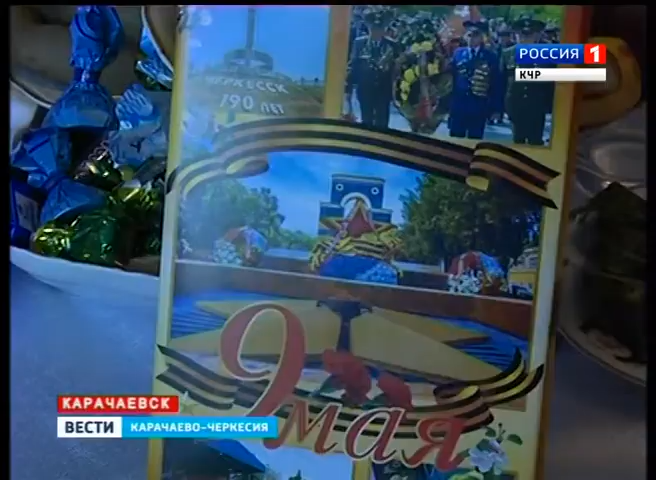 РОССИЯ 1
КЧР
ЧЕРКЕССК
190 ЛЕТ
9 мая
КАРАЧАЕВСК
ВЕСТИ КАРАЧАЕВО-ЧЕРКЕСИЯ